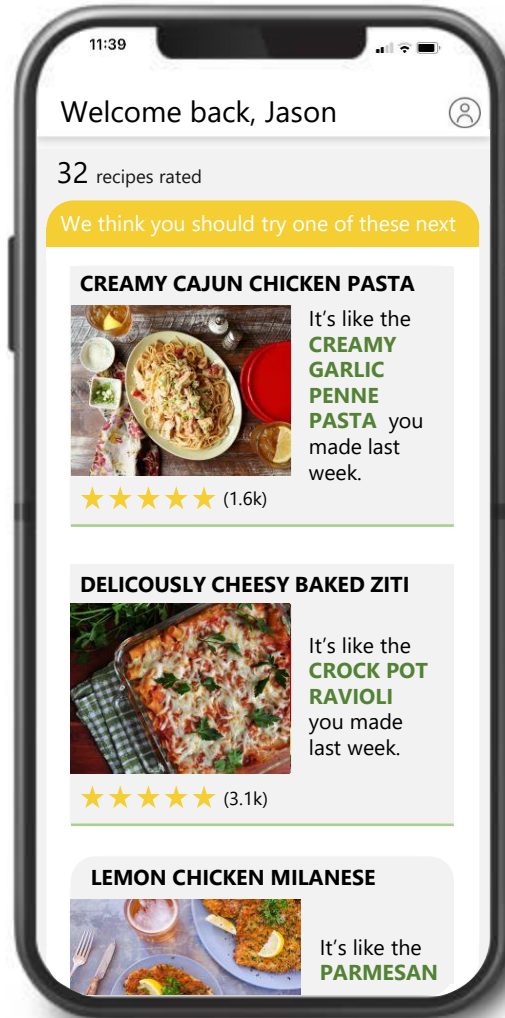 11:39
Welcome back, Jason
32 recipes rated
We think you should try one of these next
CREAMY CAJUN CHICKEN PASTA
It's like the
CREAMY
GARLIC
PENNE
PASTA you
made last
week.
(1.6k)
DELICOUSLY CHEESY BAKED ZITI
It's like the
CROCK POT
RAVIOLI
you made
last week.
(3.1k)
LEMON CHICKEN MILANESE
It's like the
PARMESAN